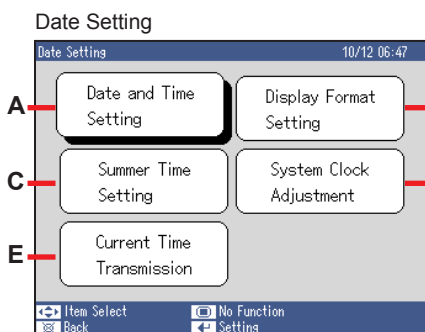 Date Setting
Date Setting 10/12 06:47
A
Date and Time
Setting
Display Format
Setting
C
Summer Time
Setting
System Clock
Adjustment
E
Current Time
Transmission
Item Select No Function
Back Setting